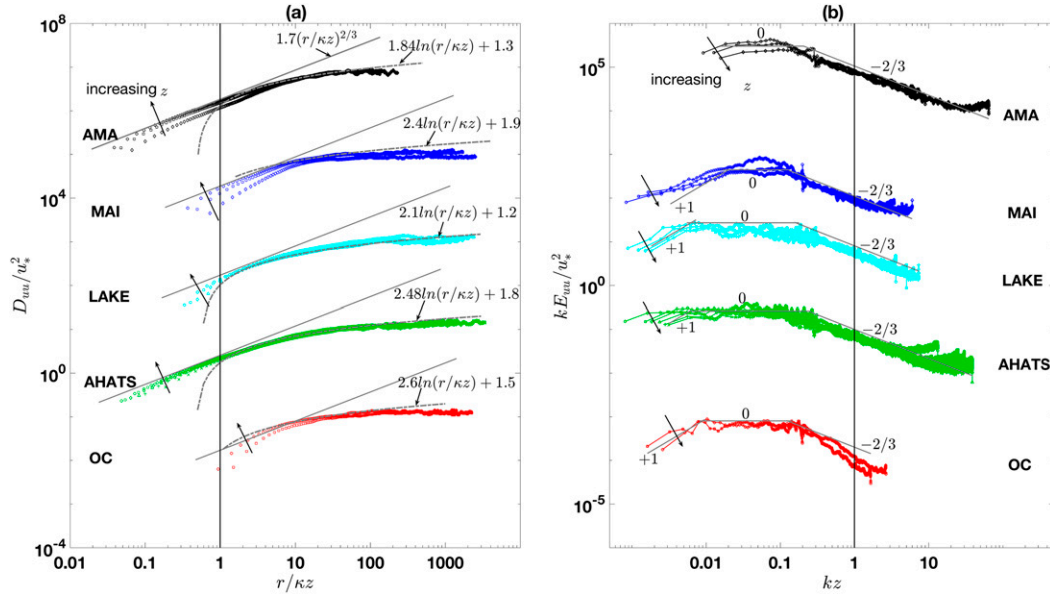 (a)
10^8
1.7(r/κz)^{2/3}
1.84ln(r/κz) + 1.3
increasing z
AMA
2.4ln(r/κz) + 1.9
10^4
MAI
2.1ln(r/κz) + 1.2
D_{uu}/u_*^2
LAKE
2.48ln(r/κz) + 1.8
10^0
AHATS
2.6ln(r/κz) + 1.5
OC
10^{-4}
0.01 0.1 1 10 100 1000
r/κz
(b)
0
10^5
−2/3
increasing z
AMA
0
−2/3
+1
MAI
0
+1
−2/3
LAKE
kE_{uu}/u_*^2
10^0
0
−2/3
+1
AHATS
0
−2/3
+1
OC
10^{-5}
0.01 0.1 1 10
kz